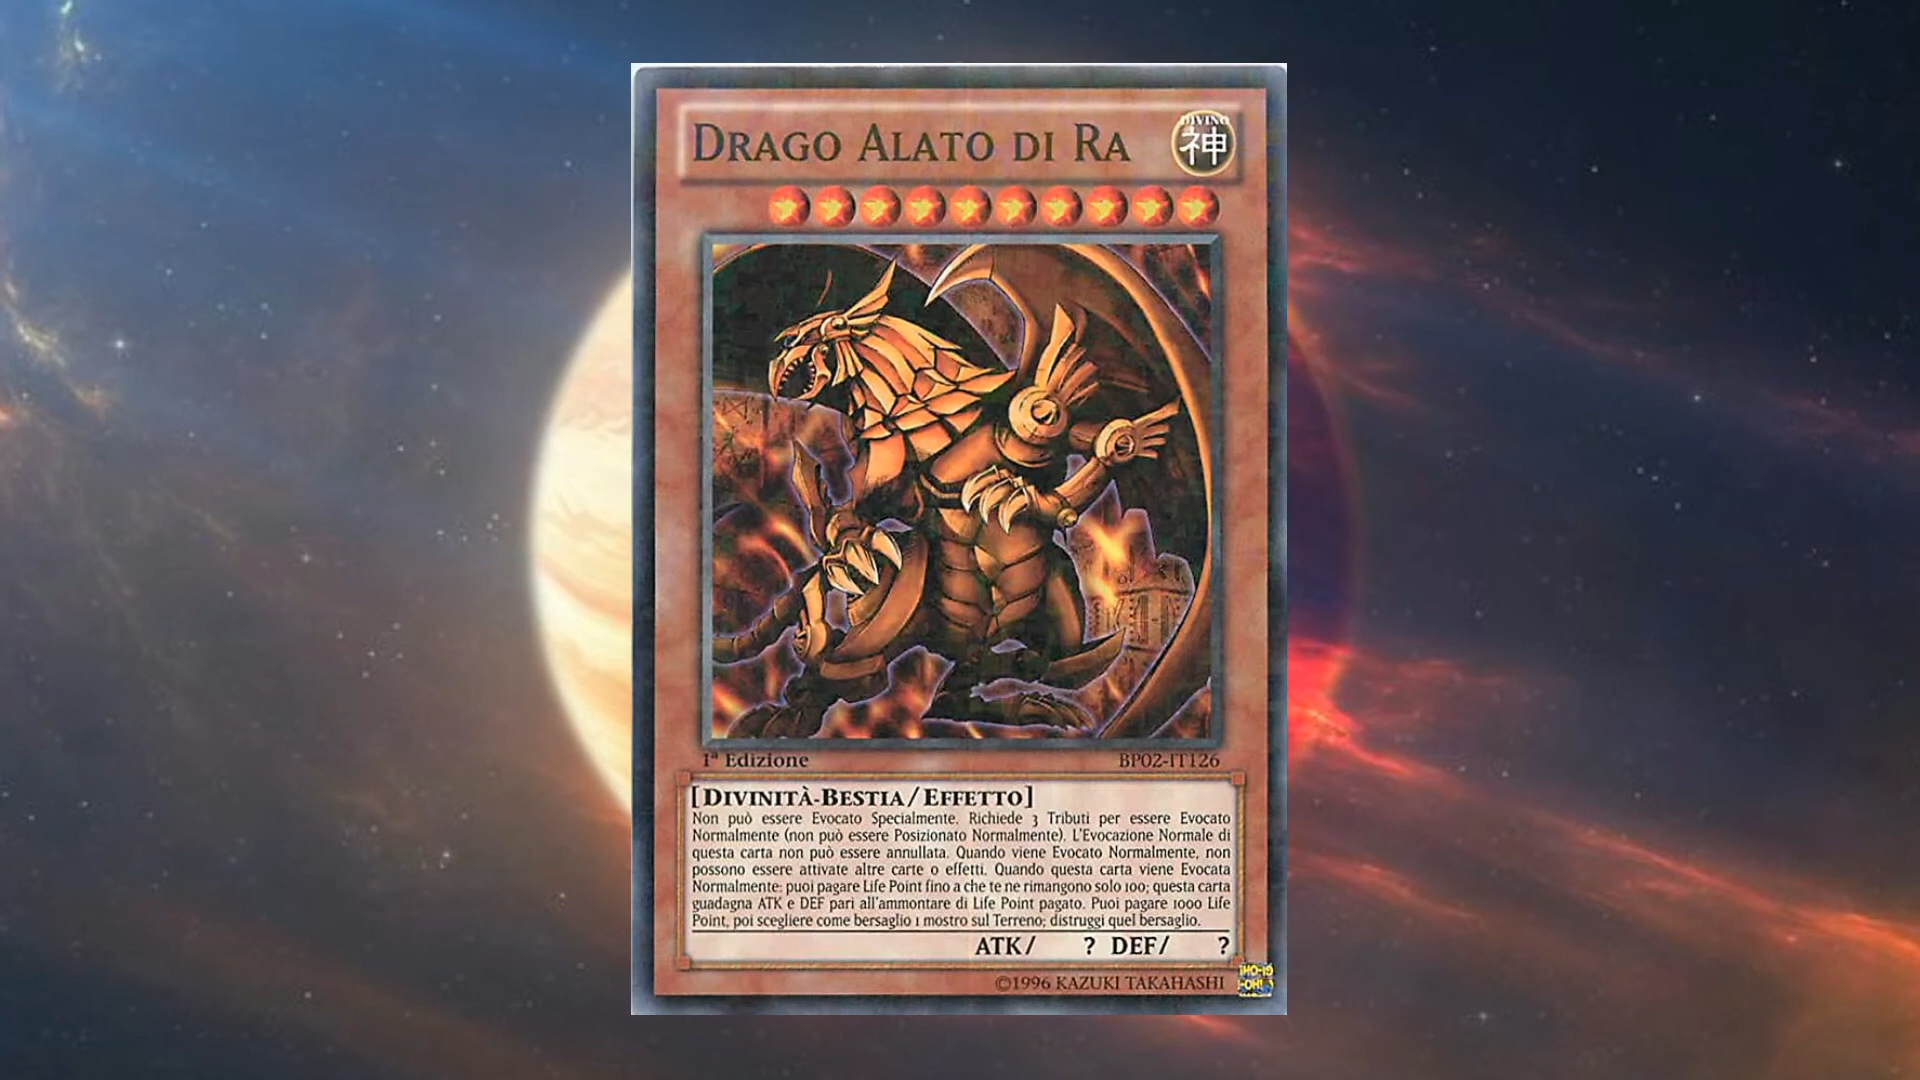 Drago Alato di Ra
DIVINO
神
1ª Edizione
BP02-IT126
[Divinità-Bestia/Effetto]
Non può essere Evocato Specialmente. Richiede 3 Tributi per essere Evocato
Normalmente (non può essere Posizionato Normalmente). L'Evocazione Normale di
questa carta non può essere annullata. Quando viene Evocato Normalmente, non
possono essere attivate altre carte o effetti. Quando questa carta viene Evocata
Normalmente: puoi pagare Life Point fino a che te ne rimangono solo 100; questa carta
guadagna ATK e DEF pari all'ammontare di Life Point pagato. Puoi pagare 1000 Life
Point, poi scegliere come bersaglio 1 mostro sul Terreno; distruggi quel bersaglio.
ATK/ ? DEF/ ?
©1996 KAZUKI TAKAHASHI